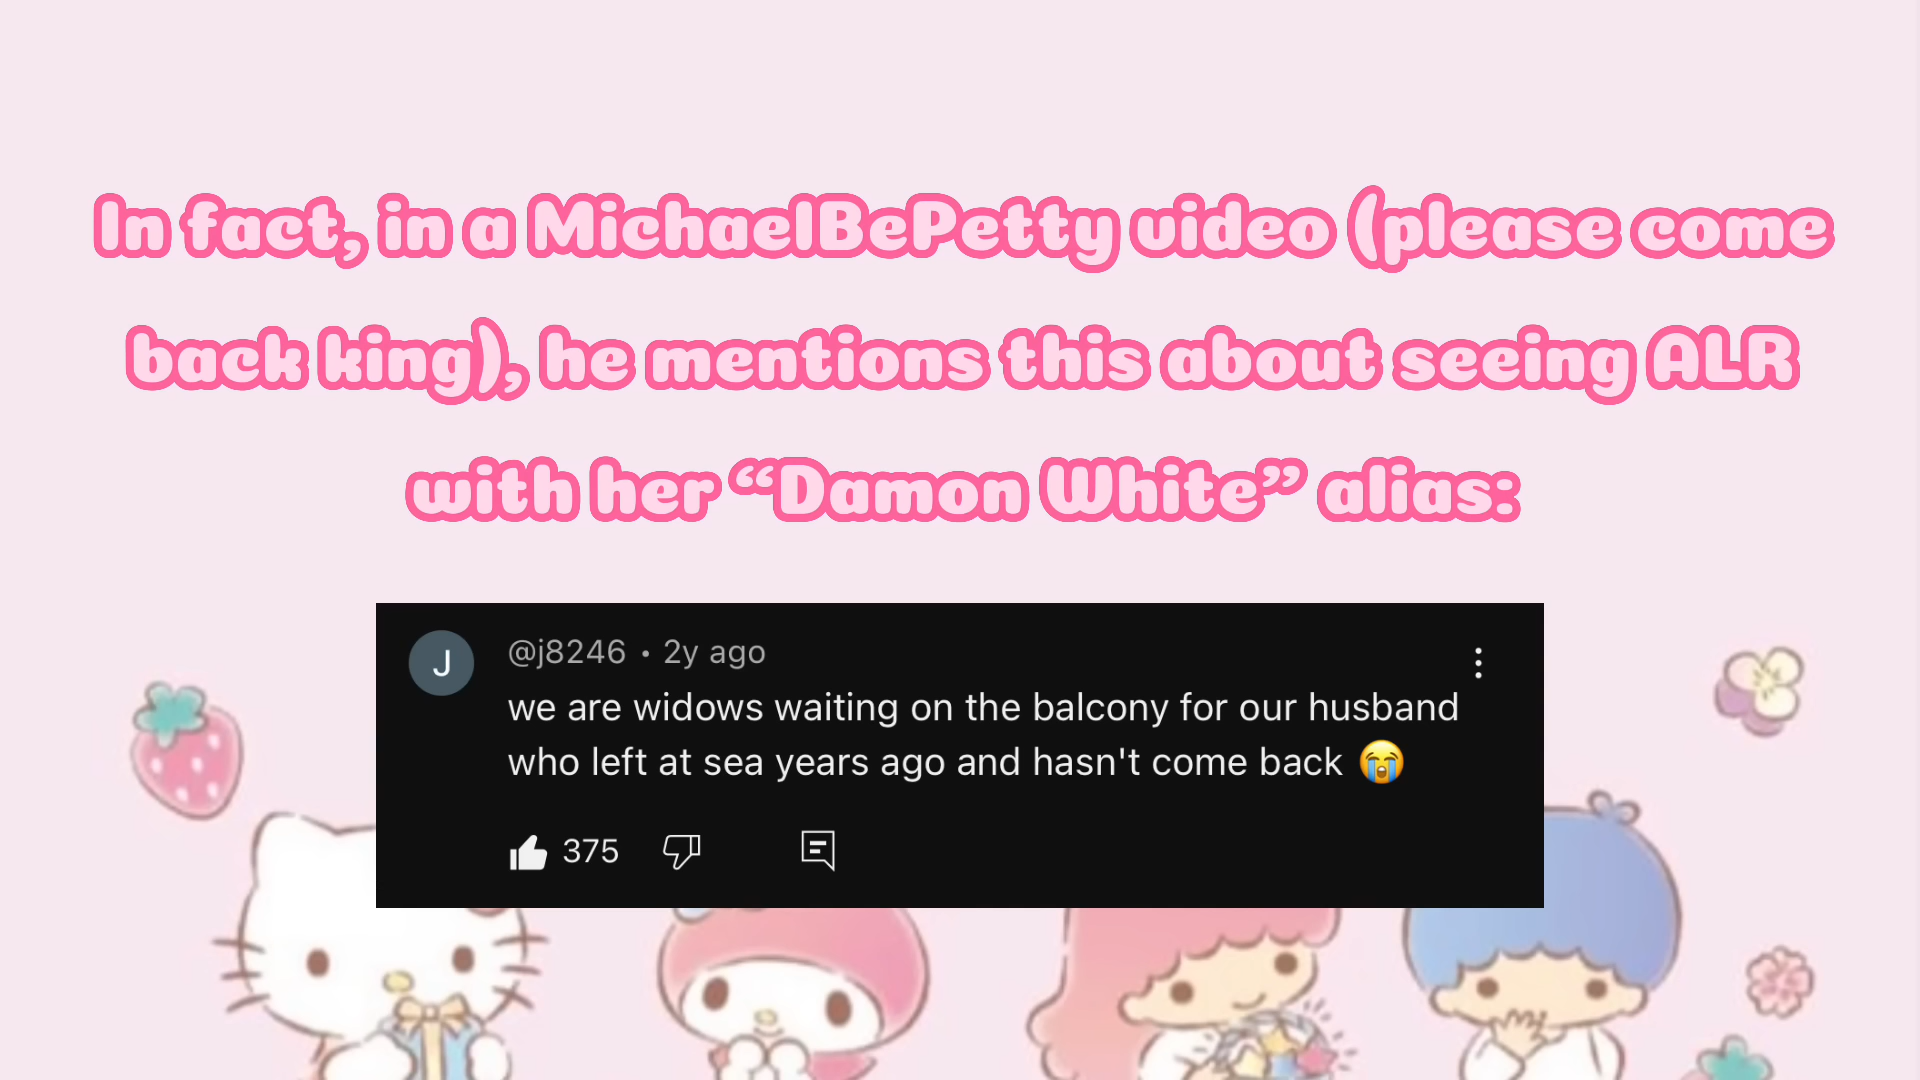 In fact, in a MichaelBePetty video (please come
back king), he mentions this about seeing ALR
with her “Damon White” alias:
J
@j8246 • 2y ago
we are widows waiting on the balcony for our husband
who left at sea years ago and hasn't come back 😭
375